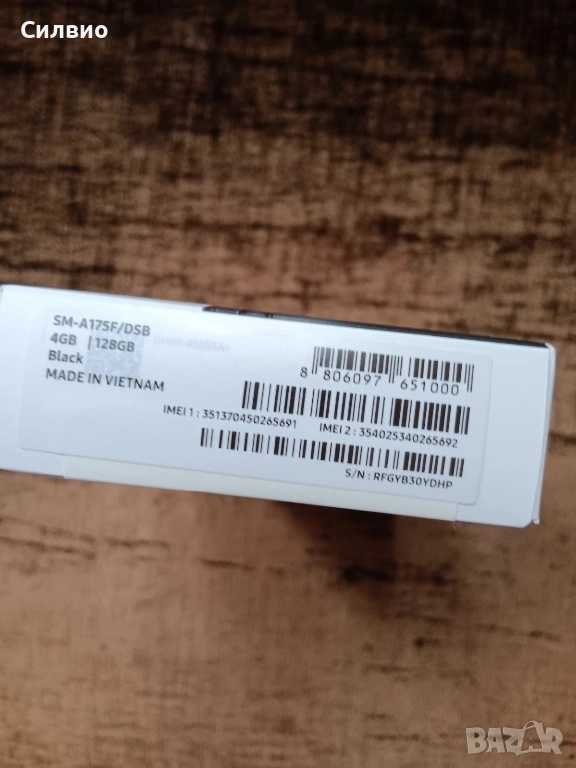 Силвио
SM-A175F/DSB
4GB | 128GB
Black
MADE IN VIETNAM
8 806097 651000
IMEI 1 : 351370450265691 IMEI 2 : 354025340265692
S/N : RFGYB30YDHP
BAZAR